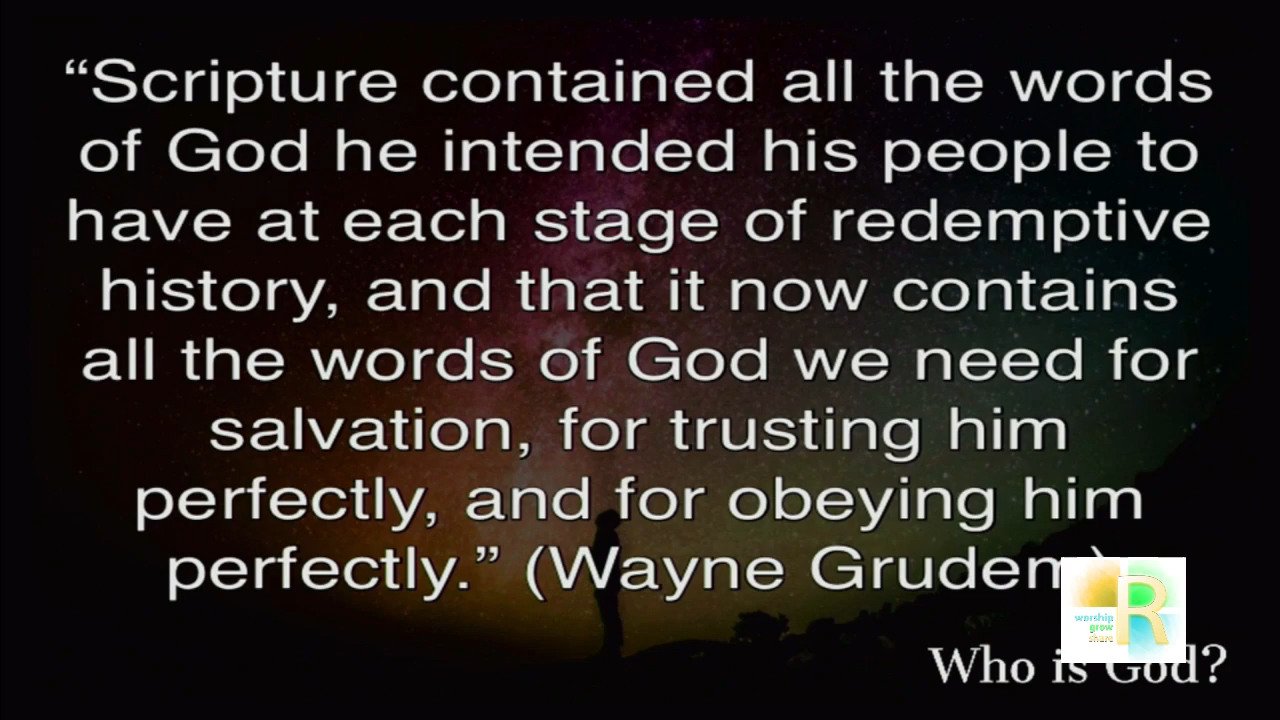 “Scripture contained all the words
of God he intended his people to
have at each stage of redemptive
history, and that it now contains
all the words of God we need for
salvation, for trusting him
perfectly, and for obeying him
perfectly.” (Wayne Grudem)
R
worship
grow
share
Who is God?